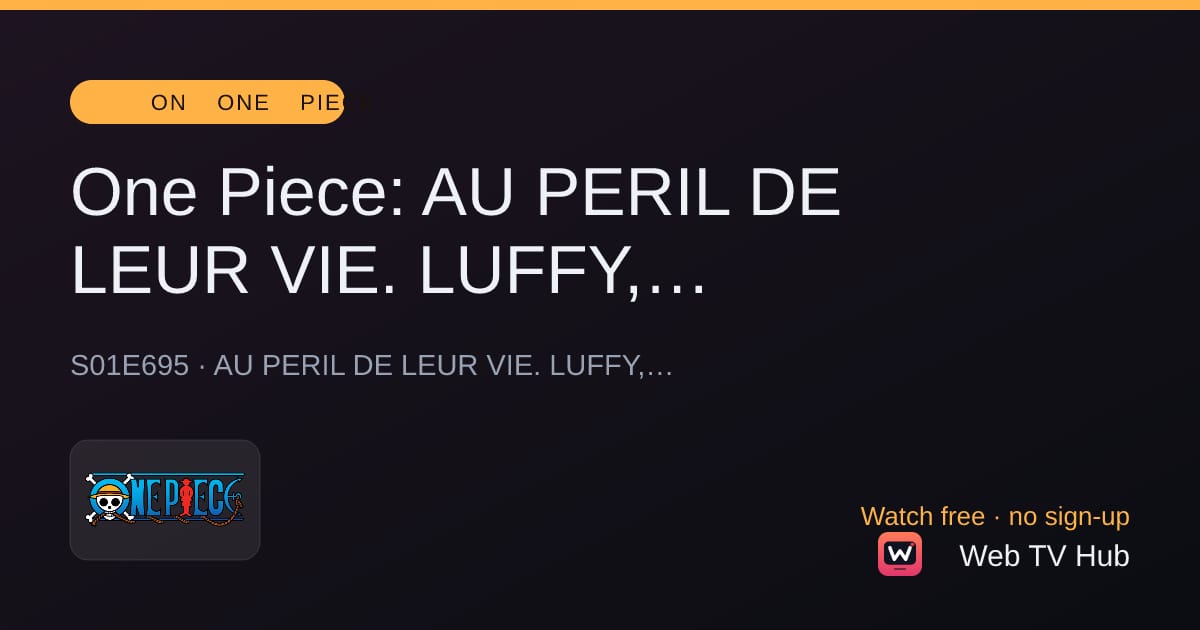 ON ONE PIECE
One Piece: AU PERIL DE
LEUR VIE. LUFFY,…
S01E695 · AU PERIL DE LEUR VIE. LUFFY,…
ONE PIECE
Watch free · no sign-up
W
Web TV Hub